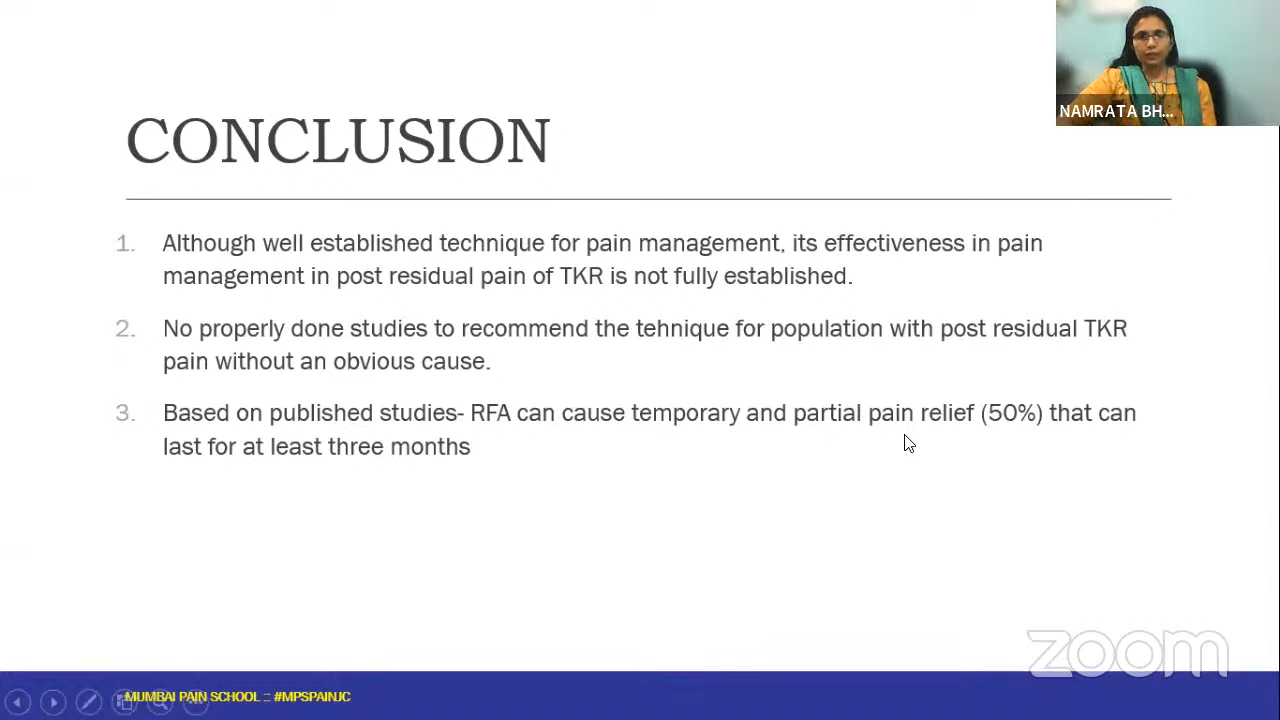 NAMRATA BH...
CONCLUSION
1. Although well established technique for pain management, its effectiveness in pain
management in post residual pain of TKR is not fully established.
2. No properly done studies to recommend the tehnique for population with post residual TKR
pain without an obvious cause.
3. Based on published studies- RFA can cause temporary and partial pain relief (50%) that can
last for at least three months
zoom
MUMBAI PAIN SCHOOL :: #MPSPAINJC